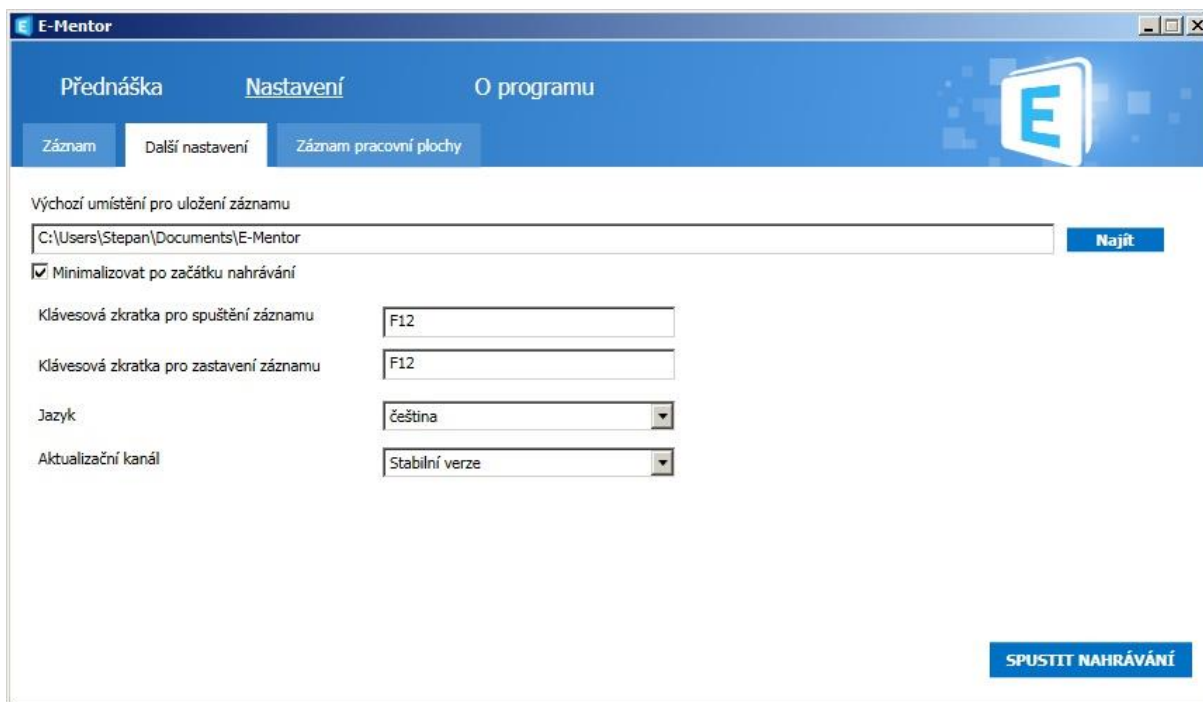 E E-Mentor
Přednáška Nastavení O programu
E
Záznam Další nastavení Záznam pracovní plochy
Výchozí umístění pro uložení záznamu
C:\Users\Stepan\Documents\E-Mentor Najít
Minimalizovat po začátku nahrávání
Klávesová zkratka pro spuštění záznamu F12
Klávesová zkratka pro zastavení záznamu F12
Jazyk čeština
Aktualizační kanál Stabilní verze
SPUSTIT NAHRÁVÁNÍ